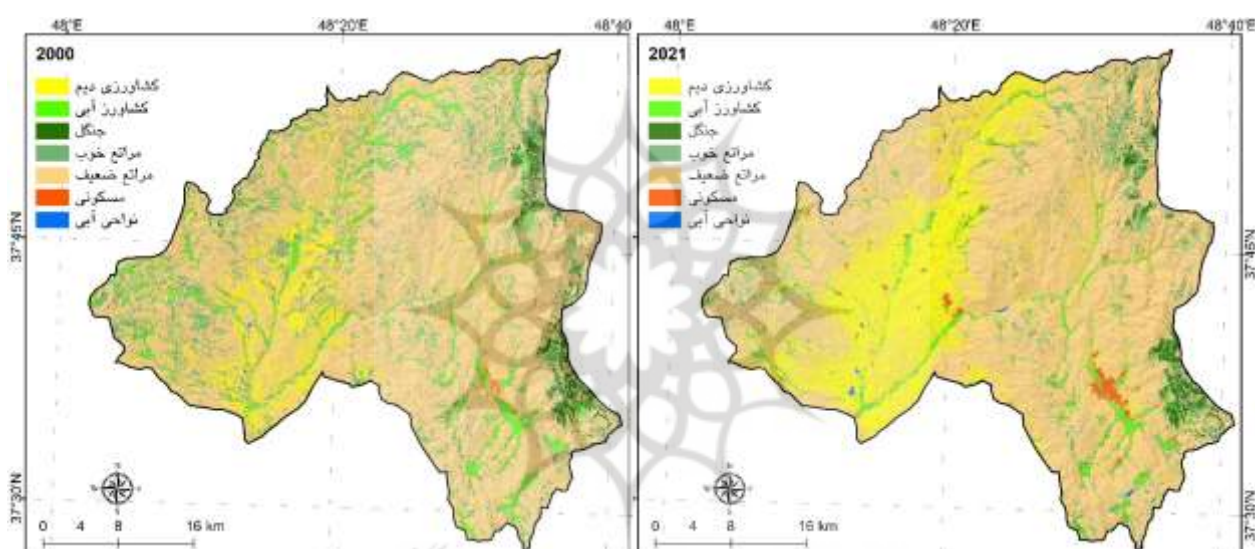 48°E 48°20'E 48°40'
2000
کشاورزی دیم
کشاورز آبی
جنگل
مراتع خوب
مراتع ضعیف
مسکونی
نواحی آبی
37°45'N
37°30'N
0 4 8 16 km
48°E 48°20'E 48°40'E
2021
کشاورزی دیم
کشاورز آبی
جنگل
مراتع خوب
مراتع ضعیف
مسکونی
نواحی آبی
37°45'N
37°30'N
0 4 8 16 km